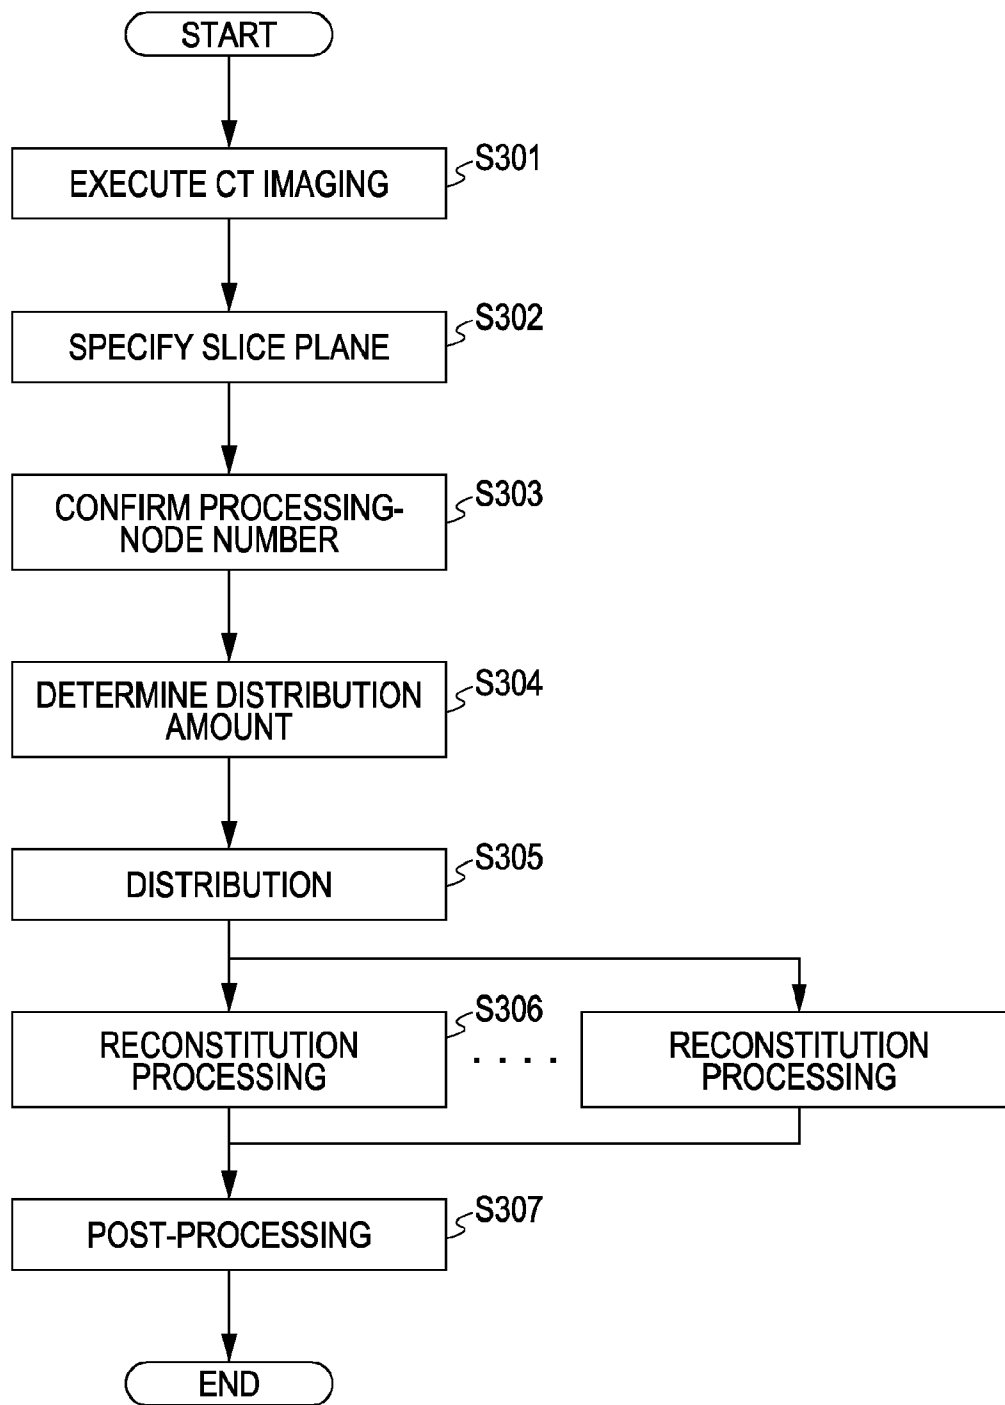 START
EXECUTE CT IMAGING
S301
SPECIFY SLICE PLANE
S302
CONFIRM PROCESSING-
NODE NUMBER
S303
DETERMINE DISTRIBUTION
AMOUNT
S304
DISTRIBUTION
S305
RECONSTITUTION
PROCESSING
S306
. . . .
RECONSTITUTION
PROCESSING
POST-PROCESSING
S307
END